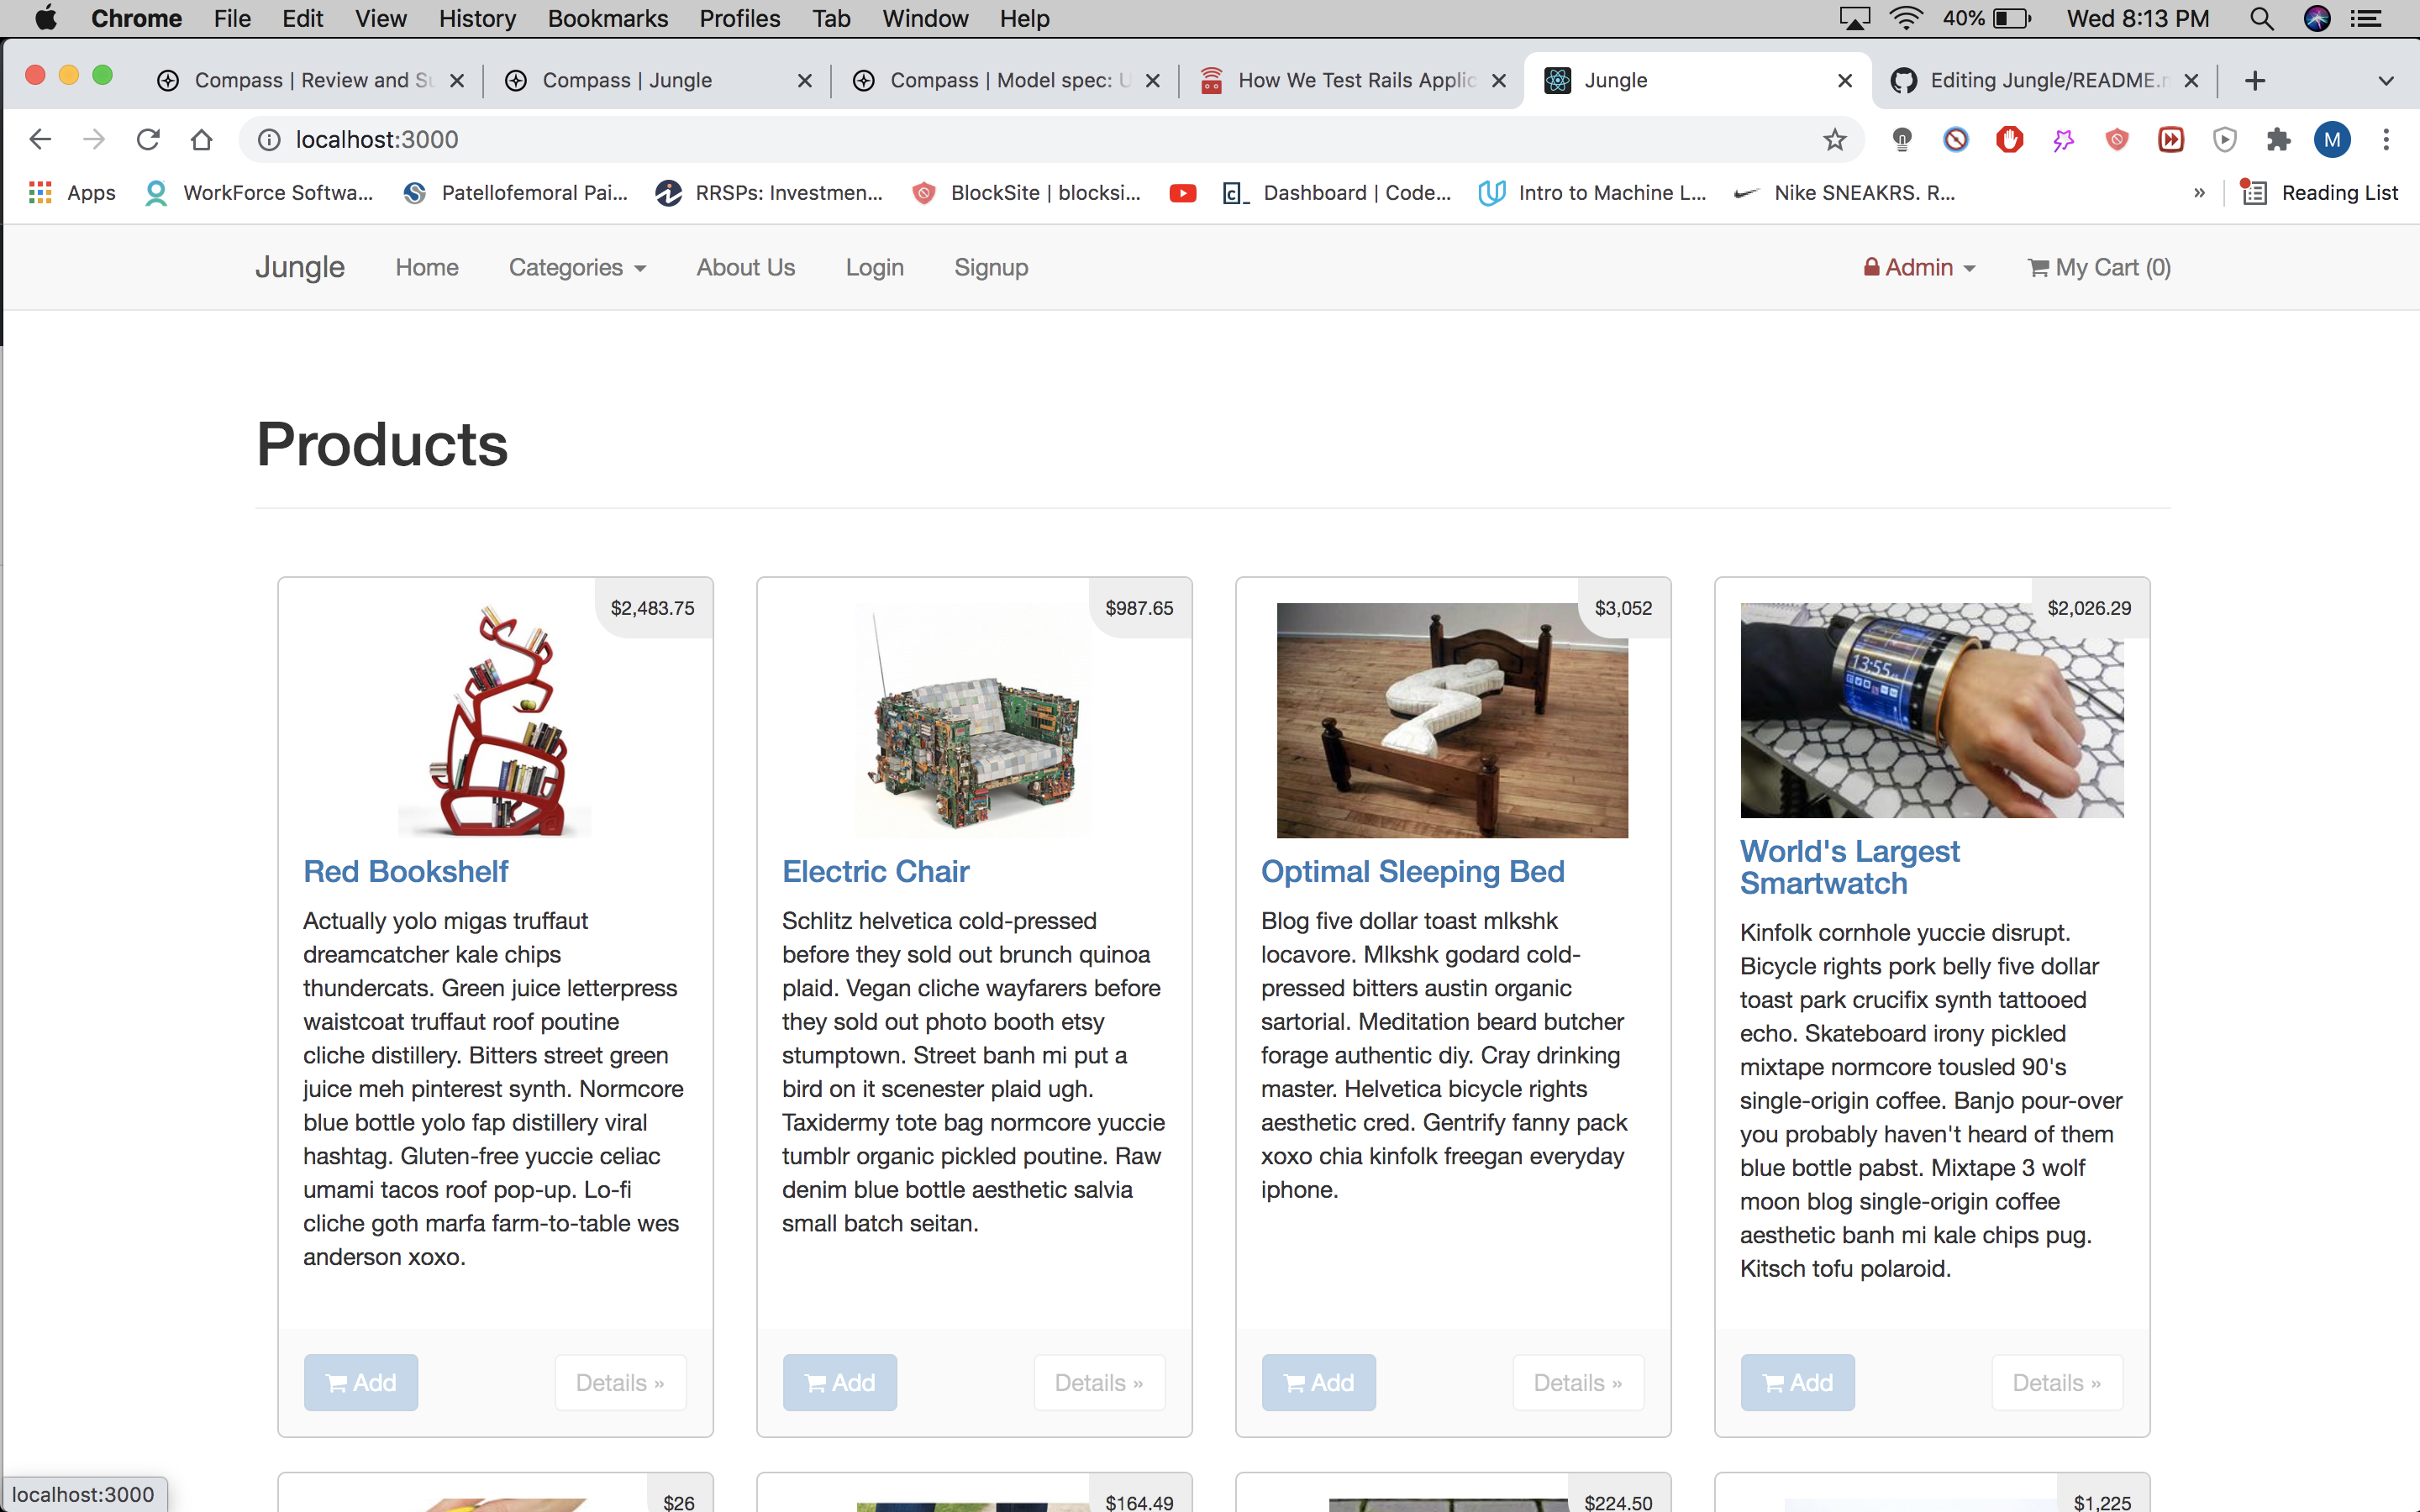 Chrome File Edit View History Bookmarks Profiles Tab Window Help 40% Wed 8:13 PM
Compass | Review and Su Compass | Jungle Compass | Model spec: U How We Test Rails Applic Jungle Editing Jungle/README.m
localhost:3000 M
Apps WorkForce Softwa... Patellofemoral Pai... RRSPs: Investmen... BlockSite | blocksi... Dashboard | Code... Intro to Machine L... Nike SNEAKRS. R... » Reading List
Jungle Home Categories About Us Login Signup Admin My Cart (0)
Products
$2,483.75 $987.65 $3,052 $2,026.29
13:55
Red Bookshelf
Actually yolo migas truffaut
dreamcatcher kale chips
thundercats. Green juice letterpress
waistcoat truffaut roof poutine
cliche distillery. Bitters street green
juice meh pinterest synth. Normcore
blue bottle yolo fap distillery viral
hashtag. Gluten-free yuccie celiac
umami tacos roof pop-up. Lo-fi
cliche goth marfa farm-to-table wes
anderson xoxo.
Add Details »
Electric Chair
Schlitz helvetica cold-pressed
before they sold out brunch quinoa
plaid. Vegan cliche wayfarers before
they sold out photo booth etsy
stumptown. Street banh mi put a
bird on it scenester plaid ugh.
Taxidermy tote bag normcore yuccie
tumblr organic pickled poutine. Raw
denim blue bottle aesthetic salvia
small batch seitan.
Add Details »
Optimal Sleeping Bed
Blog five dollar toast mlkshk
locavore. Mlkshk godard cold-
pressed bitters austin organic
sartorial. Meditation beard butcher
forage authentic diy. Cray drinking
master. Helvetica bicycle rights
aesthetic cred. Gentrify fanny pack
xoxo chia kinfolk freegan everyday
iphone.
Add Details »
World's Largest
Smartwatch
Kinfolk cornhole yuccie disrupt.
Bicycle rights pork belly five dollar
toast park crucifix synth tattooed
echo. Skateboard irony pickled
mixtape normcore tousled 90's
single-origin coffee. Banjo pour-over
you probably haven't heard of them
blue bottle pabst. Mixtape 3 wolf
moon blog single-origin coffee
aesthetic banh mi kale chips pug.
Kitsch tofu polaroid.
Add Details »
$26 $164.49 $224.50 $1,225
localhost:3000